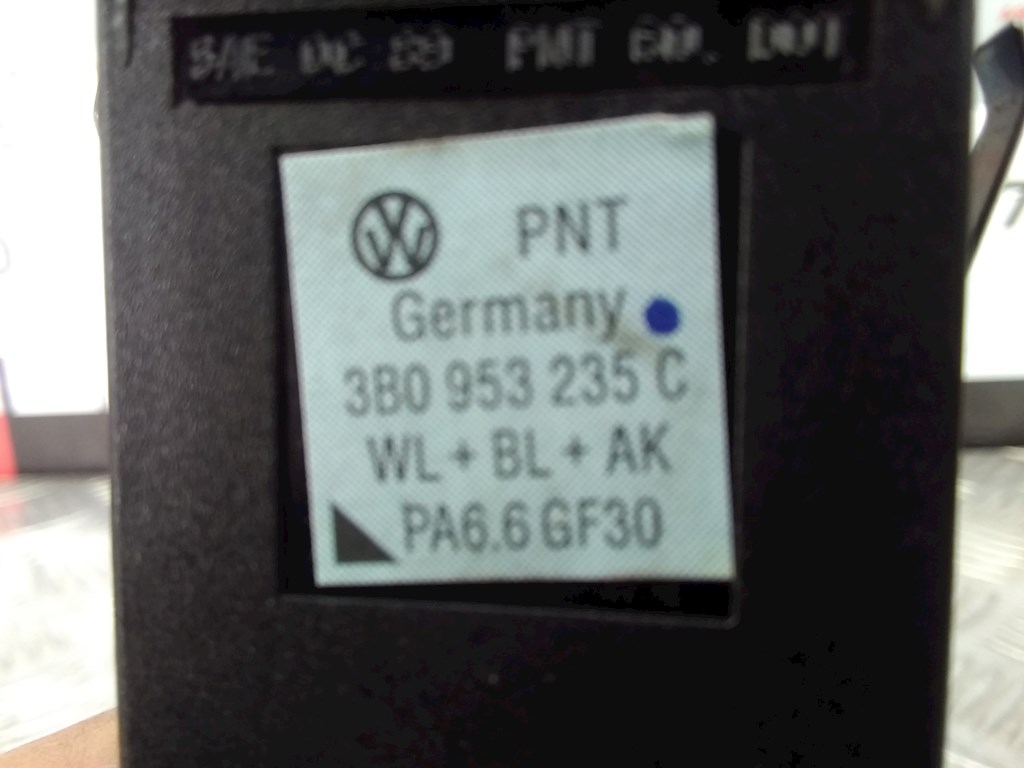 PNT
Germany
3B0 953 235 C
WL + BL + AK
PA6.6 GF30